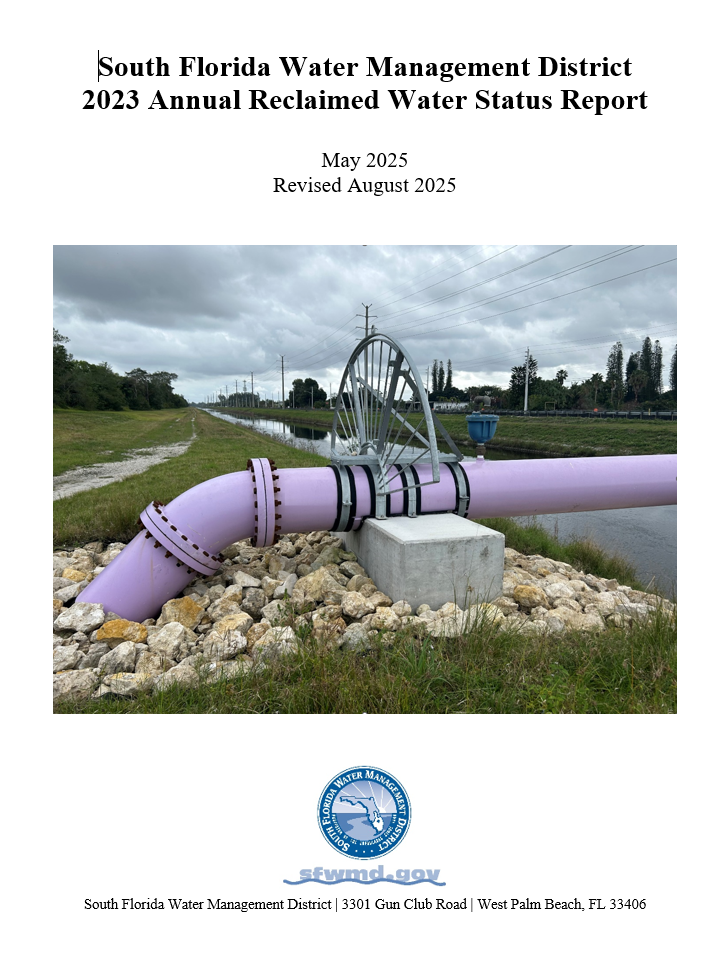 South Florida Water Management District
2023 Annual Reclaimed Water Status Report
May 2025
Revised August 2025
SOUTH FLORIDA WATER MANAGEMENT DISTRICT
sfwmd.gov
South Florida Water Management District | 3301 Gun Club Road | West Palm Beach, FL 33406